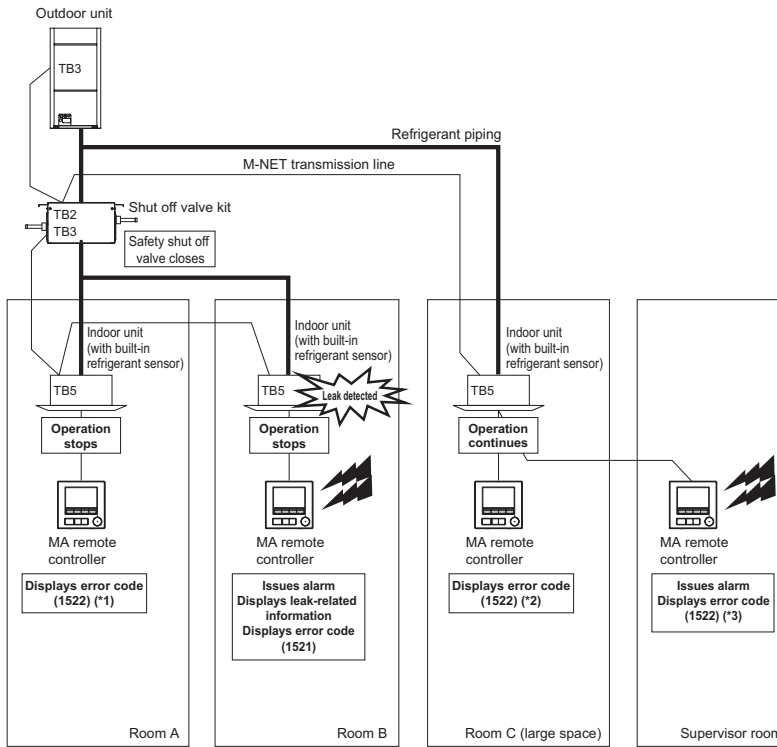 Outdoor unit
TB3
Refrigerant piping
M-NET transmission line
TB2
TB3
Shut off valve kit
Safety shut off
valve closes
Indoor unit
(with built-in
refrigerant sensor)
TB5
Operation
stops
MA remote
controller
Displays error code
(1522) (*1)
Room A
Indoor unit
(with built-in
refrigerant sensor)
TB5
Leak detected
Operation
stops
MA remote
controller
Issues alarm
Displays leak-related
information
Displays error code
(1521)
Room B
Indoor unit
(with built-in
refrigerant sensor)
TB5
Operation
continues
MA remote
controller
Displays error code
(1522) (*2)
Room C (large space)
MA remote
controller
Issues alarm
Displays error code
(1522) (*3)
Supervisor room